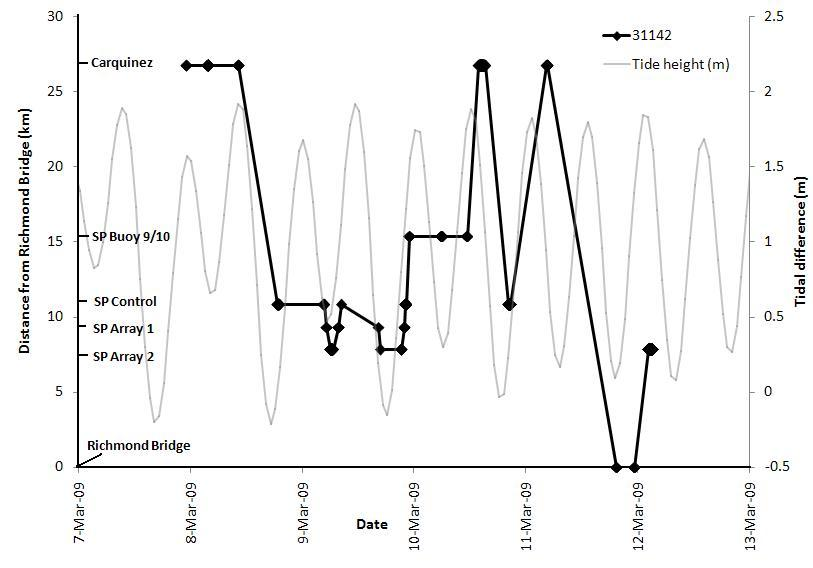 30
25
20
15
10
5
0
Distance from Richmond Bridge (km)
Carquinez
SP Buoy 9/10
SP Control
SP Array 1
SP Array 2
Richmond Bridge
31142
Tide height (m)
2.5
2
1.5
1
0.5
0
-0.5
Tidal difference (m)
7-Mar-09
8-Mar-09
9-Mar-09
10-Mar-09
11-Mar-09
12-Mar-09
13-Mar-09
Date